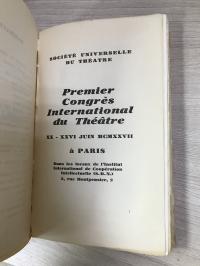 SOCIÉTÉ UNIVERSELLE
DU THÉATRE
Premier
Congrès
International
du Théâtre
XX - XXVI JUIN MCMXXVII
à PARIS
Dans les locaux de l'Institut
International de Coopération
Intellectuelle (S.D.N.)
2, rue Montpensier, 2